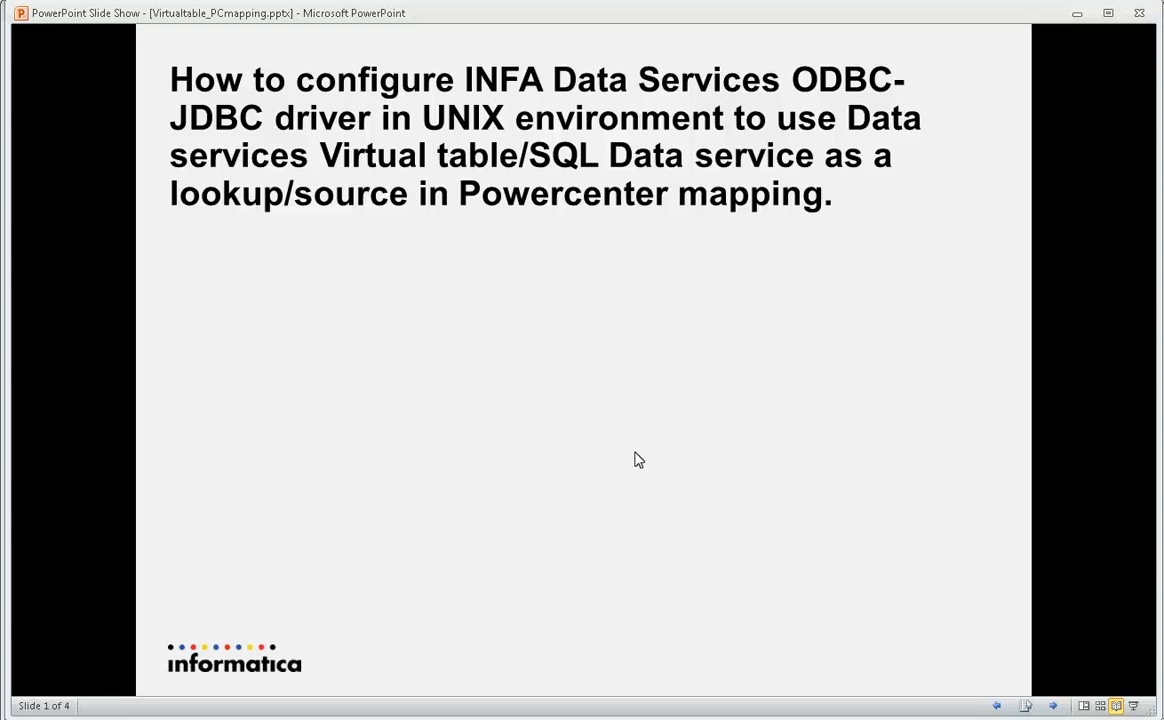 PowerPoint Slide Show - [Virtualtable_PCmapping.pptx] - Microsoft PowerPoint
How to configure INFA Data Services ODBC-
JDBC driver in UNIX environment to use Data
services Virtual table/SQL Data service as a
lookup/source in Powercenter mapping.
informatica
Slide 1 of 4